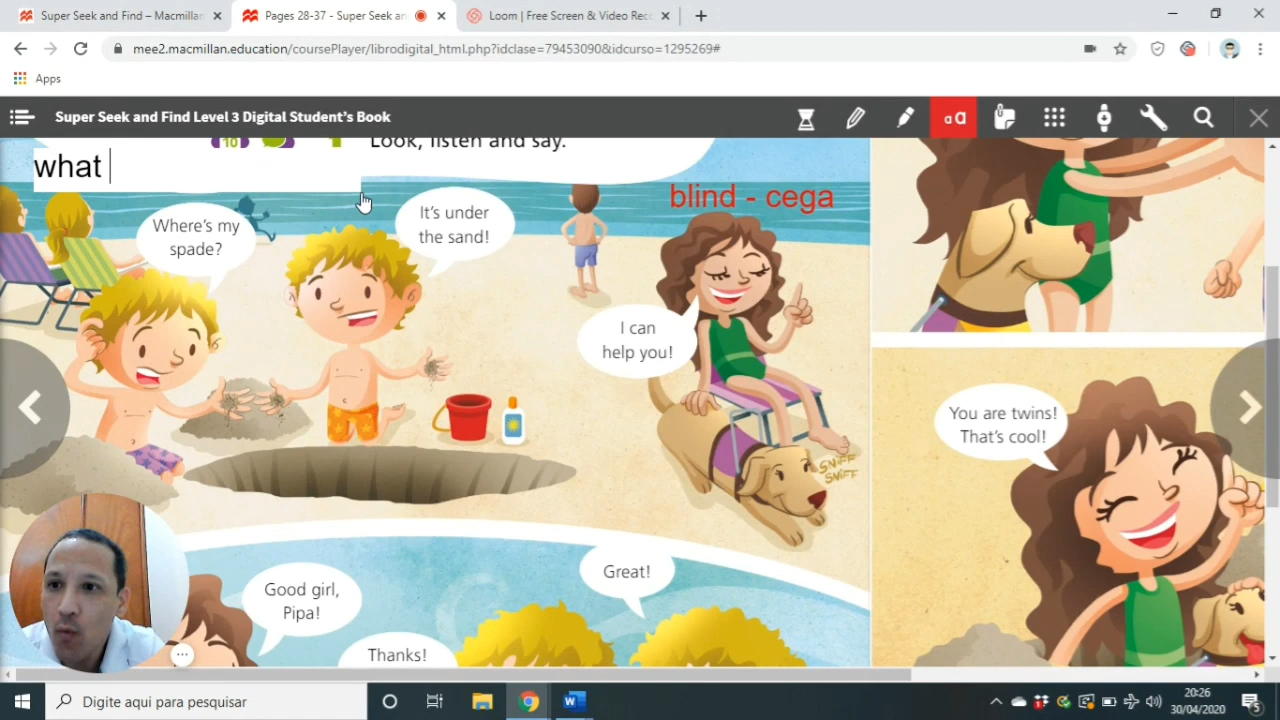 Super Seek and Find – Macmillan
Pages 28-37 - Super Seek an
Loom | Free Screen & Video Rec
mee2.macmillan.education/coursePlayer/librodigital_html.php?idclase=79453090&idcurso=1295269#
Apps
Super Seek and Find Level 3 Digital Student's Book
aa
10
Look, listen and say.
what
blind - cega
Where's my
spade?
It's under
the sand!
I can
help you!
SNIFF
SNIFF
You are twins!
That's cool!
Good girl,
Pipa!
Great!
Thanks!
Digite aqui para pesquisar
20:26
30/04/2020
5